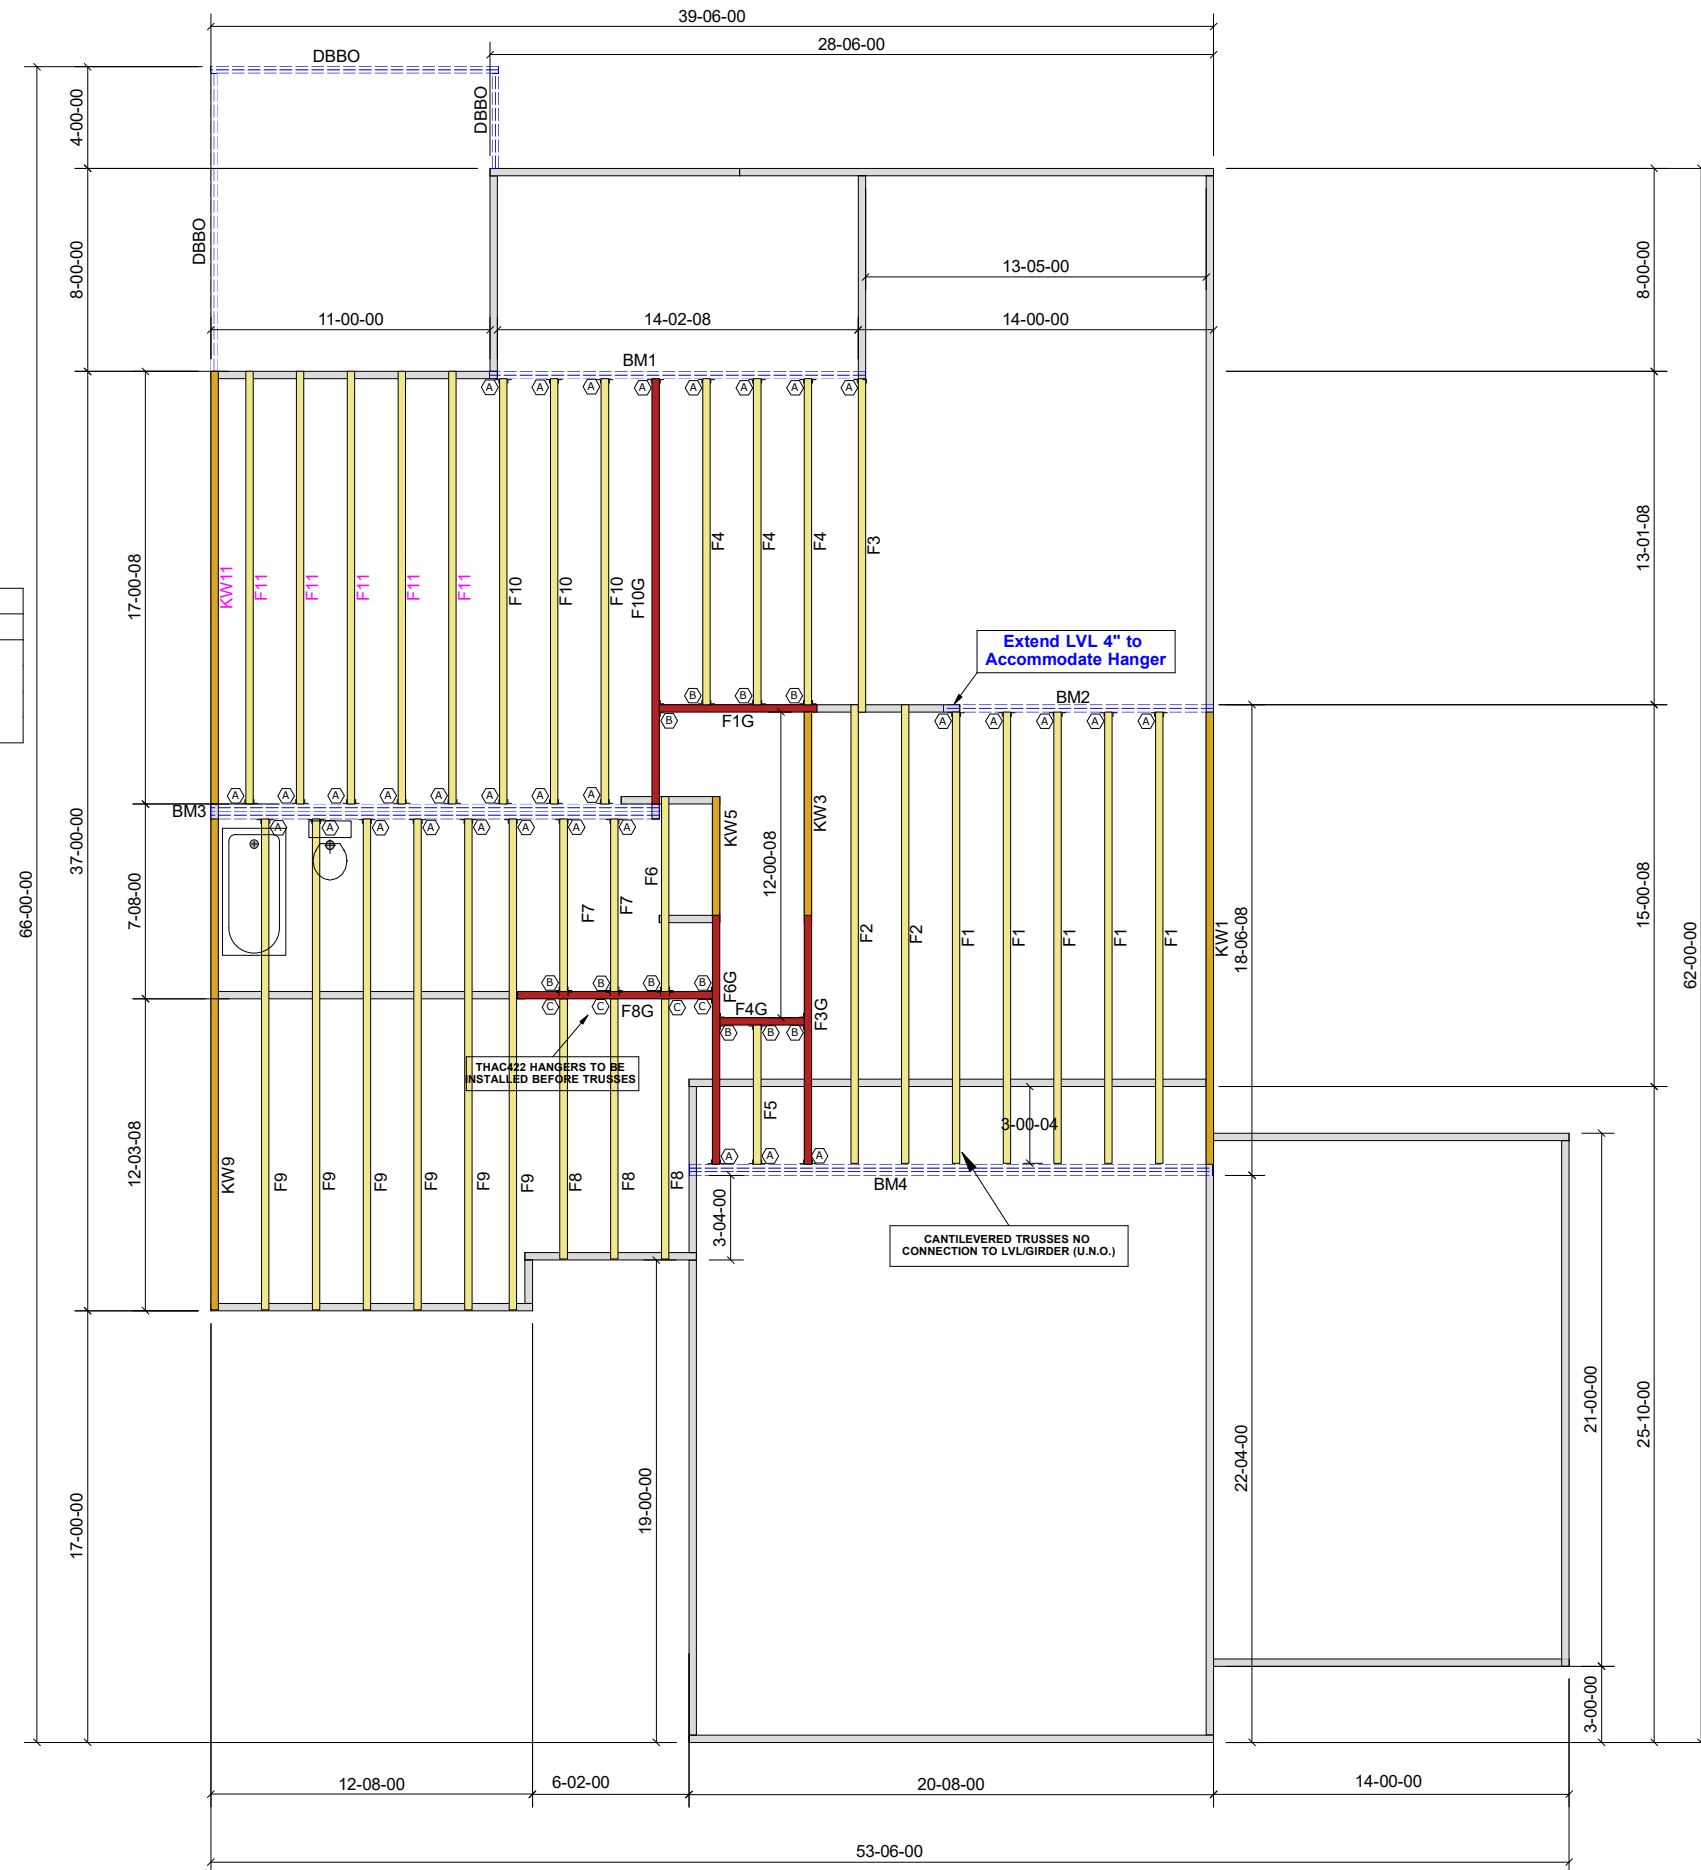 39-06-00
28-06-00
DBBO
DBBO
4-00-00
DBBO
8-00-00
8-00-00
13-05-00
11-00-00
14-02-08
14-00-00
BM1
A A A A A A A A
17-00-08
13-01-08
KW11
F11
F11
F11
F11
F11
F10
F10
F10
F10G
F4
F4
F4
F3
Extend LVL 4" to
Accommodate Hanger
BM2
B B B
B
F1G
A A A A A
A A A A A A A A
BM3
A A A A A A A A
37-00-00
66-00-00
7-08-00
KW5
KW3
12-00-08
F6
F7
F7
F2
F2
F1
F1
F1
F1
F1
KW1
18-06-08
15-00-08
62-00-00
B B B B
C C C C
F8G
F6G
F4G
F3G
B B B
THAC422 HANGERS TO BE
INSTALLED BEFORE TRUSSES
F5
3-00-04
A A A
BM4
12-03-08
KW9
F9
F9
F9
F9
F9
F9
F8
F8
F8
3-04-00
CANTILEVERED TRUSSES NO
CONNECTION TO LVL/GIRDER (U.N.O.)
17-00-00
19-00-00
22-04-00
21-00-00
25-10-00
3-00-00
12-08-00
6-02-00
20-08-00
14-00-00
53-06-00